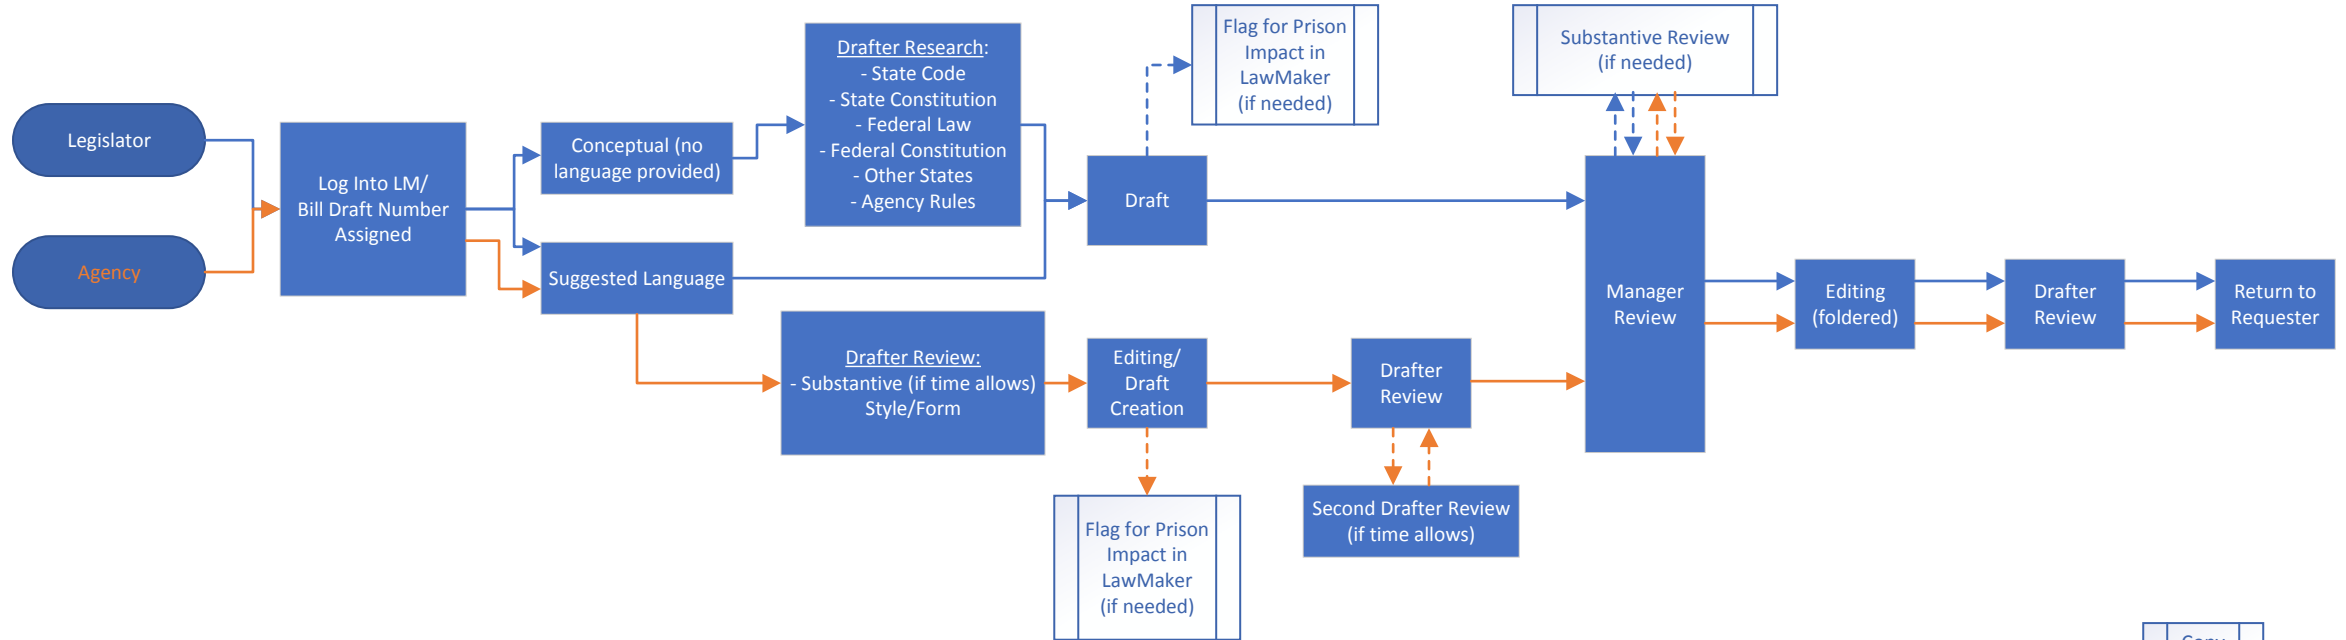 Legislator
Agency
Log Into LM/
Bill Draft Number
Assigned
Conceptual (no
language provided)
Suggested Language
Drafter Research:
- State Code
- State Constitution
- Federal Law
- Federal Constitution
- Other States
- Agency Rules
Drafter Review:
- Substantive (if time allows)
Style/Form
Draft
Flag for Prison
Impact in
LawMaker
(if needed)
Editing/
Draft
Creation
Flag for Prison
Impact in
LawMaker
(if needed)
Drafter
Review
Second Drafter Review
(if time allows)
Substantive Review
(if needed)
Manager
Review
Editing
(foldered)
Drafter
Review
Return to
Requester
Copy